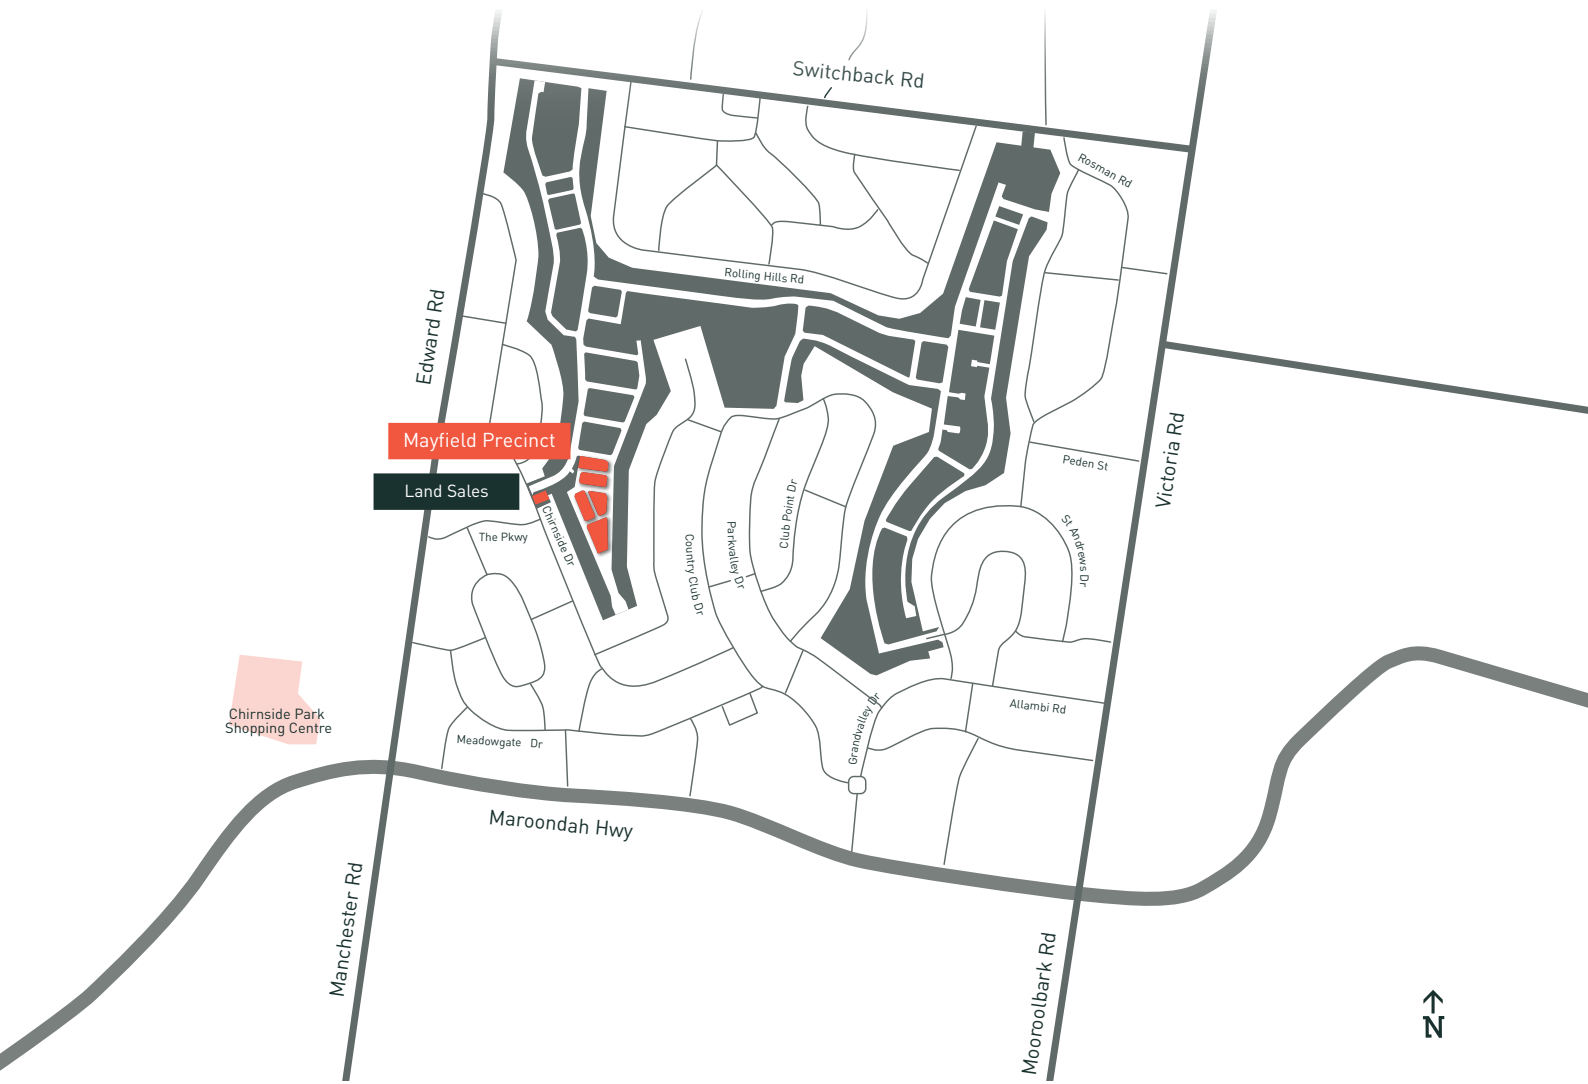 Switchback Rd
Rosman Rd
Rolling Hills Rd
Edward Rd
Mayfield Precinct
Land Sales
Victoria Rd
Peden St
Club Point Dr
St Andrews Dr
Chirnside Dr
The Pkwy
Parkvalley Dr
Country Club Dr
Chirnside Park
Shopping Centre
Grandvalley Dr
Allambi Rd
Meadowgate Dr
Maroondah Hwy
Manchester Rd
Mooroolbark Rd
N